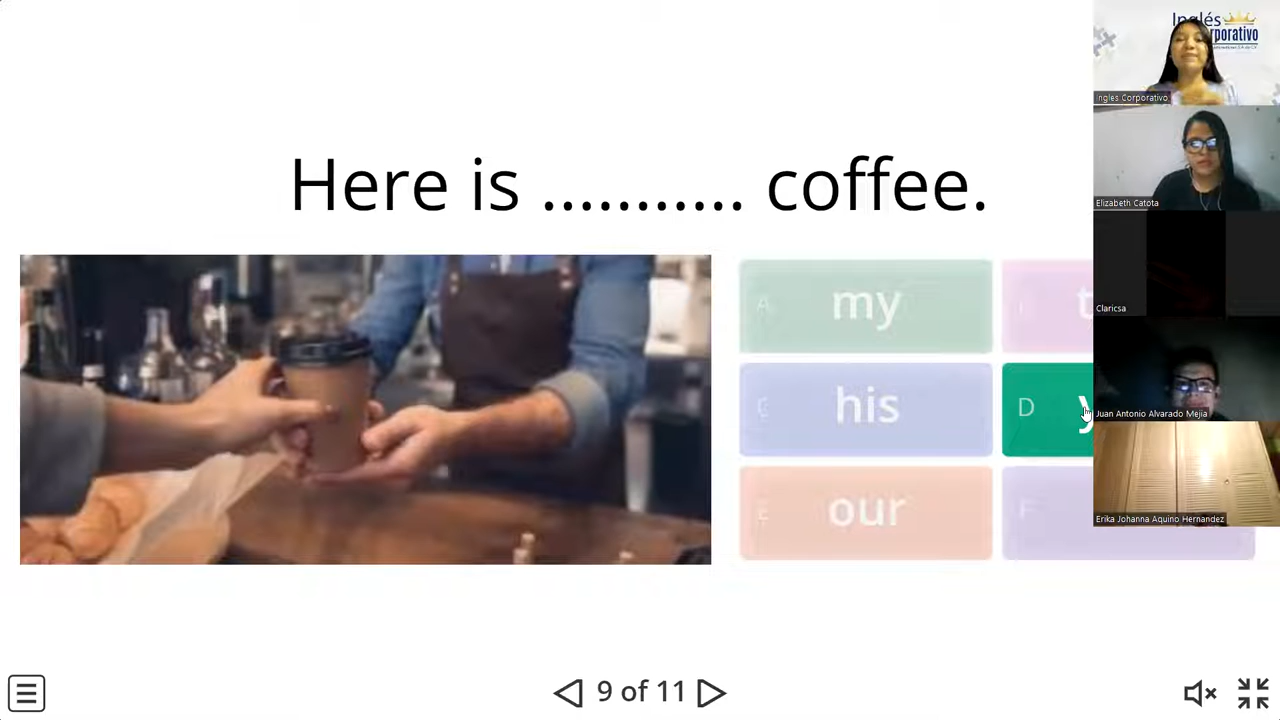 Inglés
Corporativo
Ingles Corporativo
Elizabeth Catota
Claricsa
Juan Antonio Alvarado Mejia
Erika Johanna Aquino Hernandez
Here is ........... coffee.
A my
C his
D y
E our
F
9 of 11